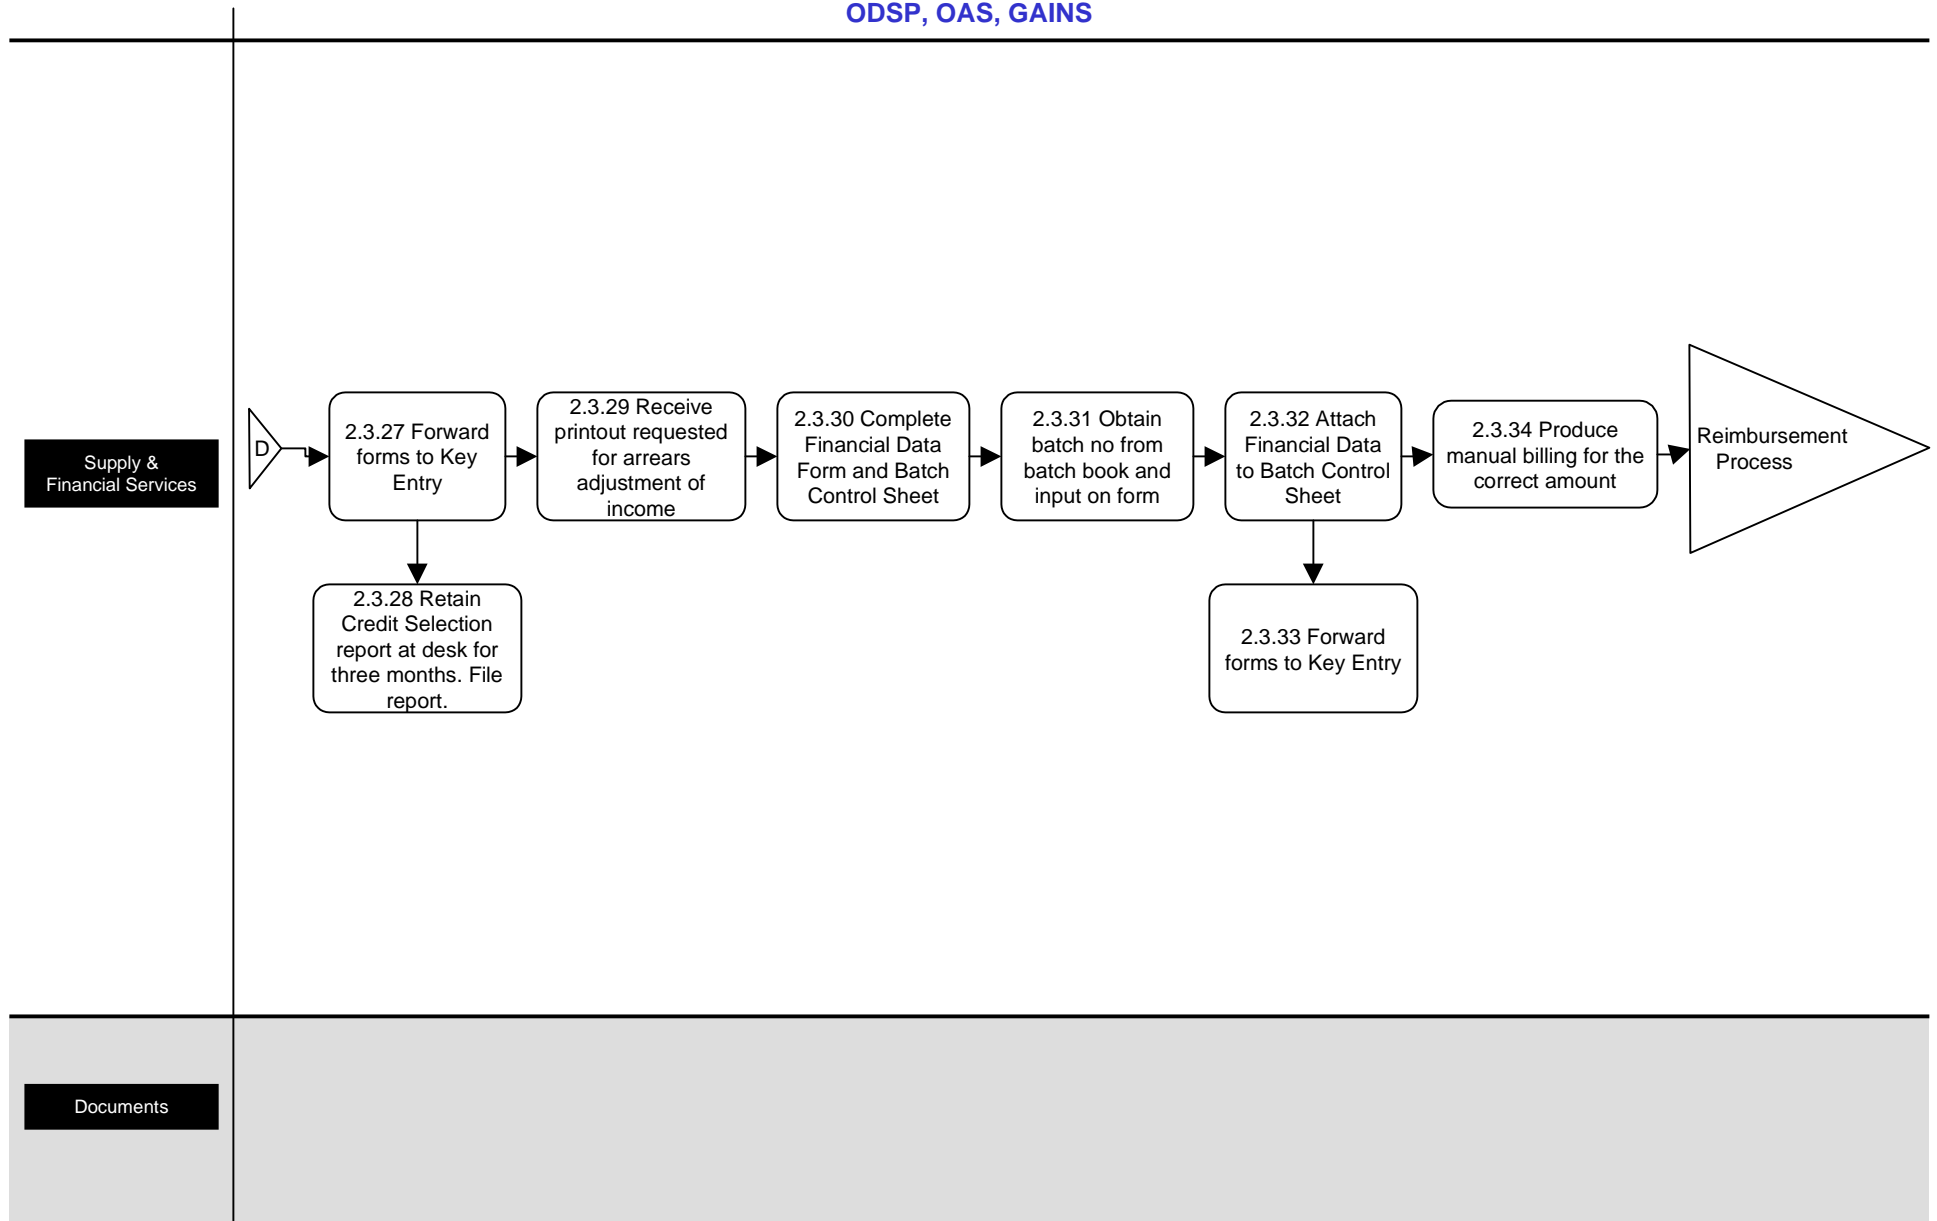 ODSP, OAS, GAINS
Supply &
Financial Services
D
2.3.27 Forward
forms to Key
Entry
2.3.29 Receive
printout requested
for arrears
adjustment of
income
2.3.30 Complete
Financial Data
Form and Batch
Control Sheet
2.3.31 Obtain
batch no from
batch book and
input on form
2.3.32 Attach
Financial Data
to Batch Control
Sheet
2.3.34 Produce
manual billing for the
correct amount
Reimbursement
Process
2.3.28 Retain
Credit Selection
report at desk for
three months. File
report.
2.3.33 Forward
forms to Key Entry
Documents